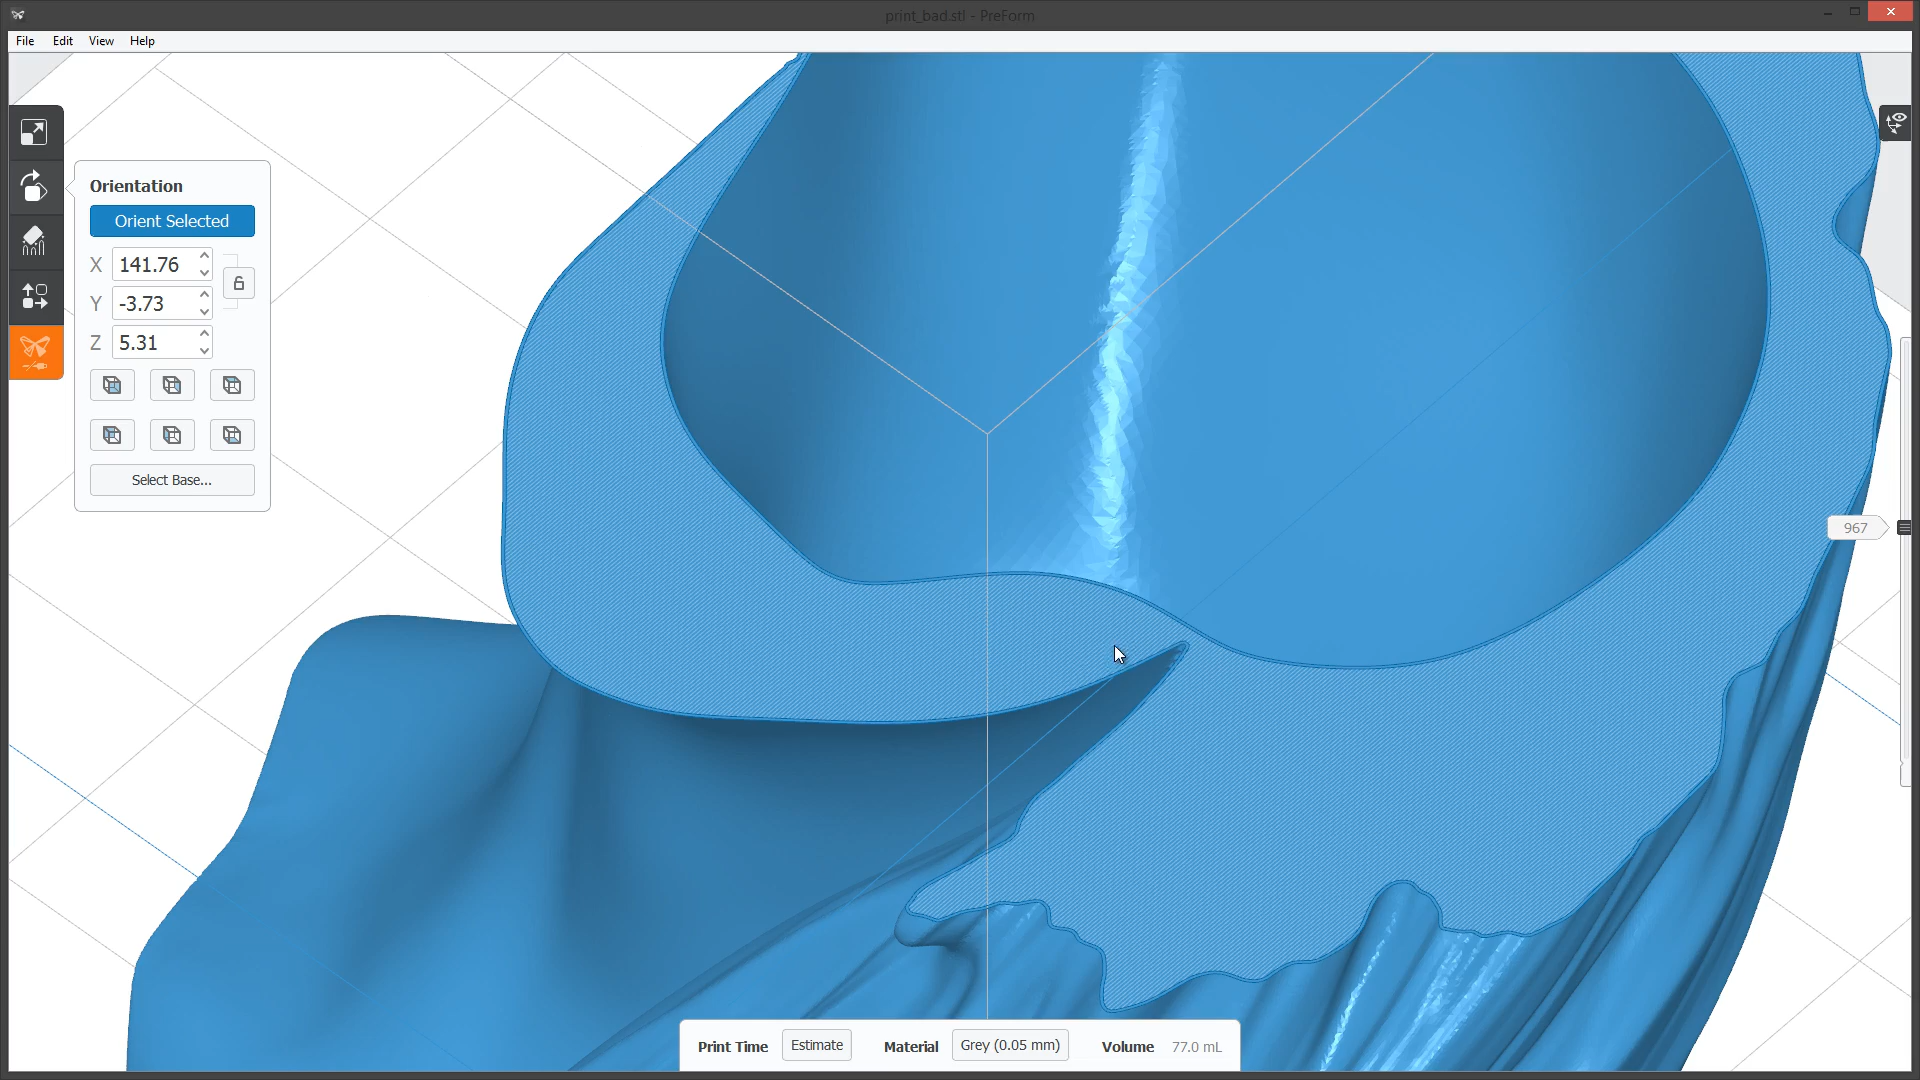 print_bad.stl - PreForm
File Edit View Help
Orientation
Orient Selected
X 141.76
Y -3.73
Z 5.31
Select Base...
967
Print Time Estimate Material Grey (0.05 mm) Volume 77.0 mL